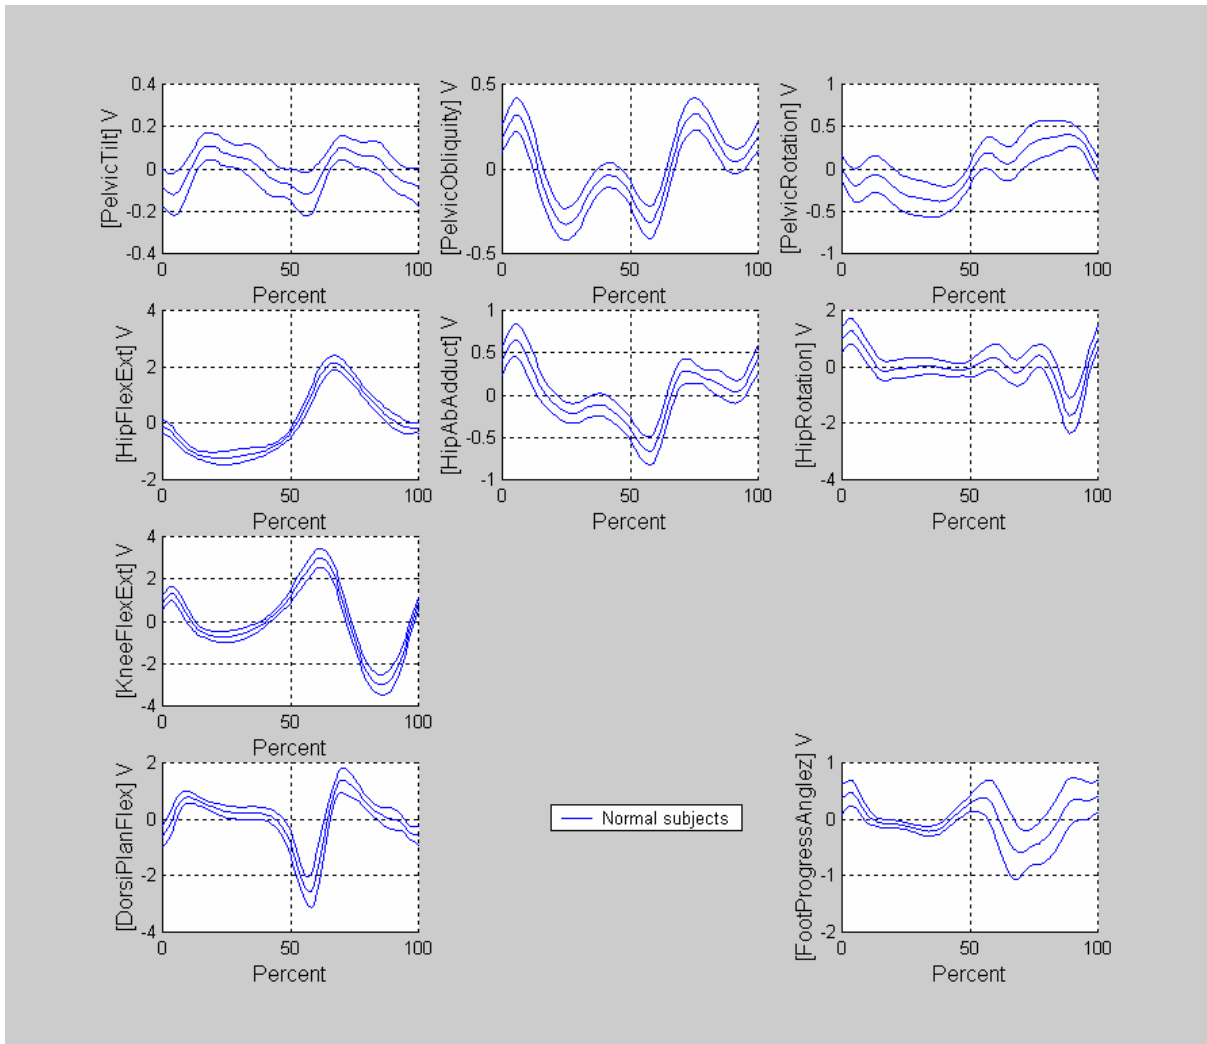 [PelvicTilt] V
0.4
0.2
0
-0.2
-0.4
0 50 100
Percent
[PelvicObliquity] V
0.5
0
-0.5
0 50 100
Percent
[PelvicRotation] V
1
0.5
0
-0.5
-1
0 50 100
Percent
[HipFlexExt] V
4
2
0
-2
0 50 100
Percent
[HipAbAdduct] V
1
0.5
0
-0.5
-1
0 50 100
Percent
[HipRotation] V
2
0
-2
-4
0 50 100
Percent
[KneeFlexExt] V
4
2
0
-2
-4
0 50 100
Percent
[DorsiPlanFlex] V
2
0
-2
-4
0 50 100
Percent
Normal subjects
[FootProgressAnglez] V
1
0
-1
-2
0 50 100
Percent